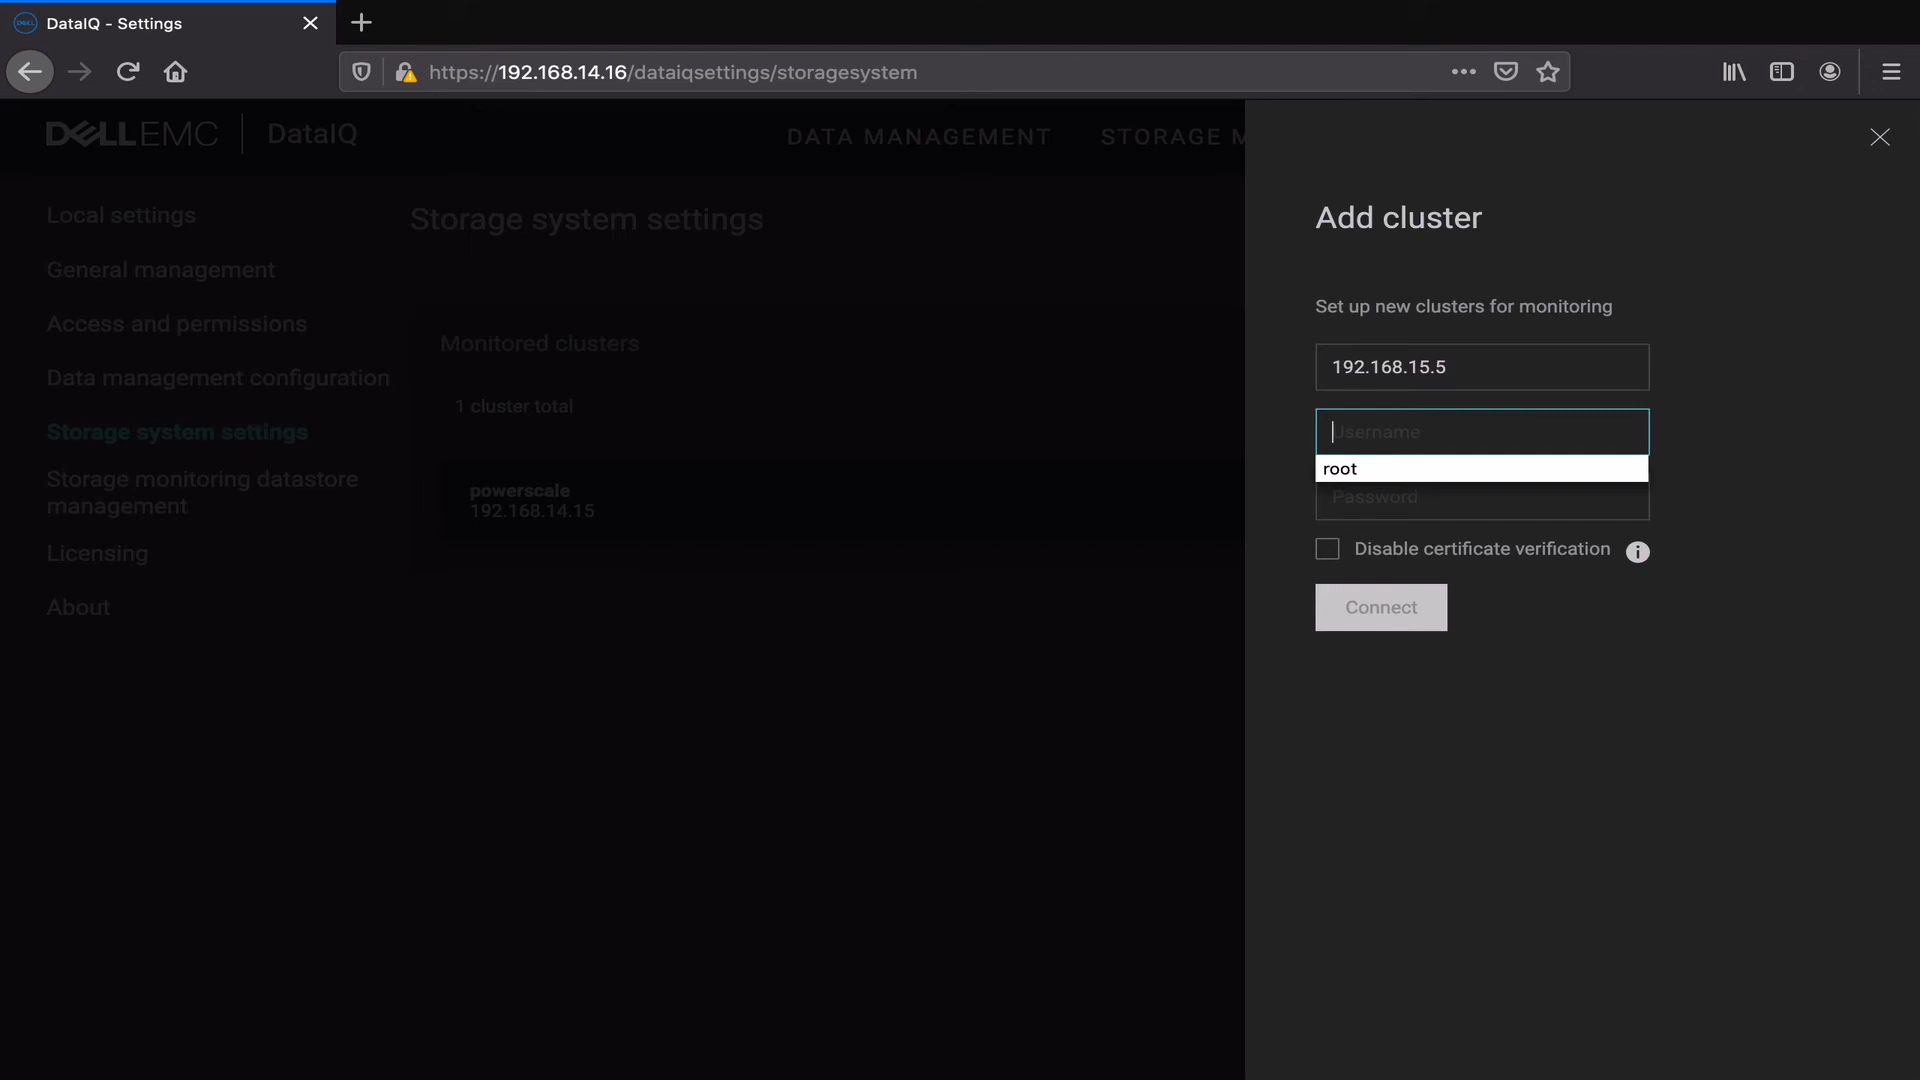 DataIQ - Settings
https://192.168.14.16/dataiqsettings/storagesystem
DELLEMC DataIQ
DATA MANAGEMENT
STORAGE M
Local settings
General management
Access and permissions
Data management configuration
Storage system settings
Storage monitoring datastore
management
Licensing
About
Storage system settings
Monitored clusters
1 cluster total
powerscale
192.168.14.15
Add cluster
Set up new clusters for monitoring
192.168.15.5
Username
root
Password
Disable certificate verification
Connect